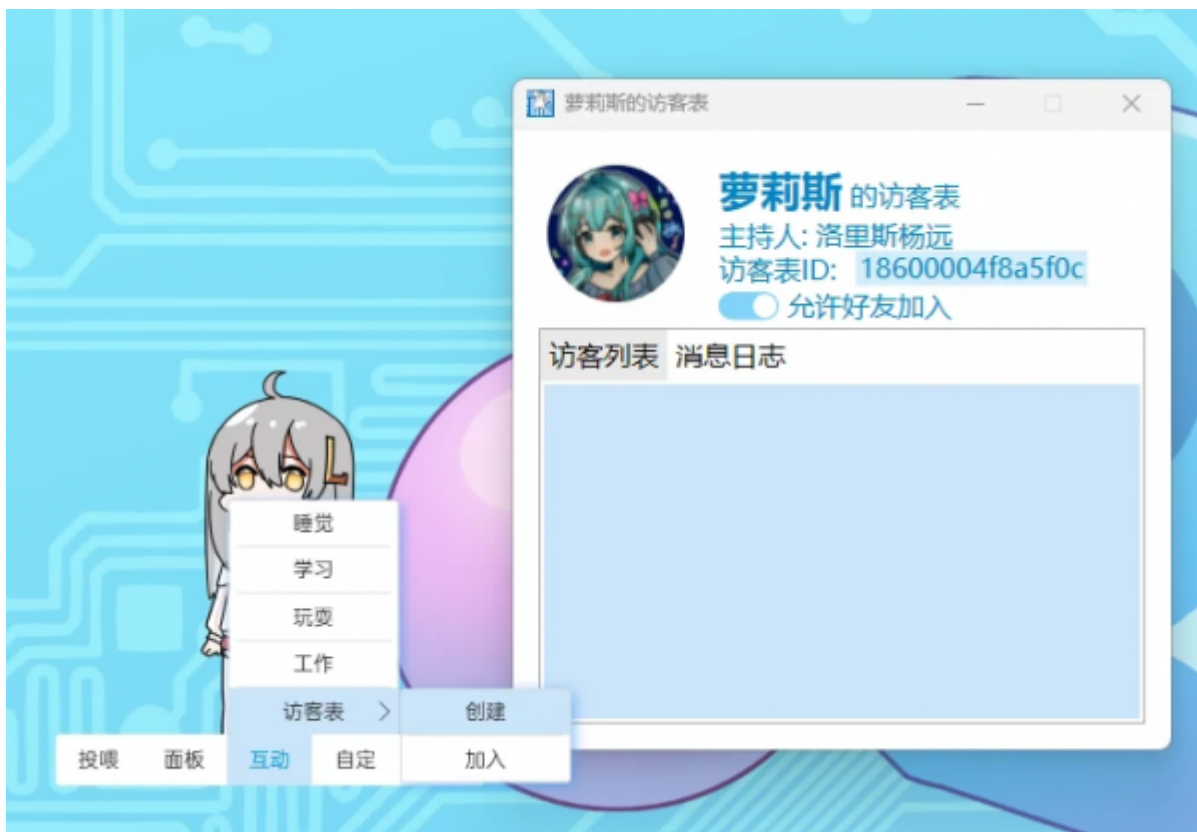 萝莉斯的访客表
萝莉斯 的访客表
主持人: 洛里斯杨远
访客表ID: 18600004f8a5f0c
允许好友加入
访客列表 消息日志
睡觉
学习
玩耍
工作
访客表 > 创建
投喂 面板 互动 自定 加入